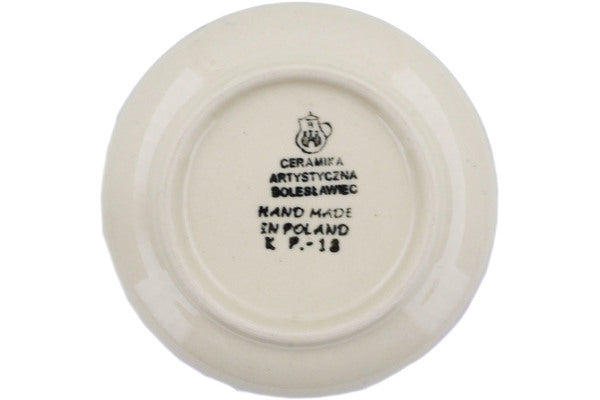 CERAMIKA
ARTYSTYCZNA
BOLESŁAWIEC
HAND MADE
IN POLAND
K P.-18